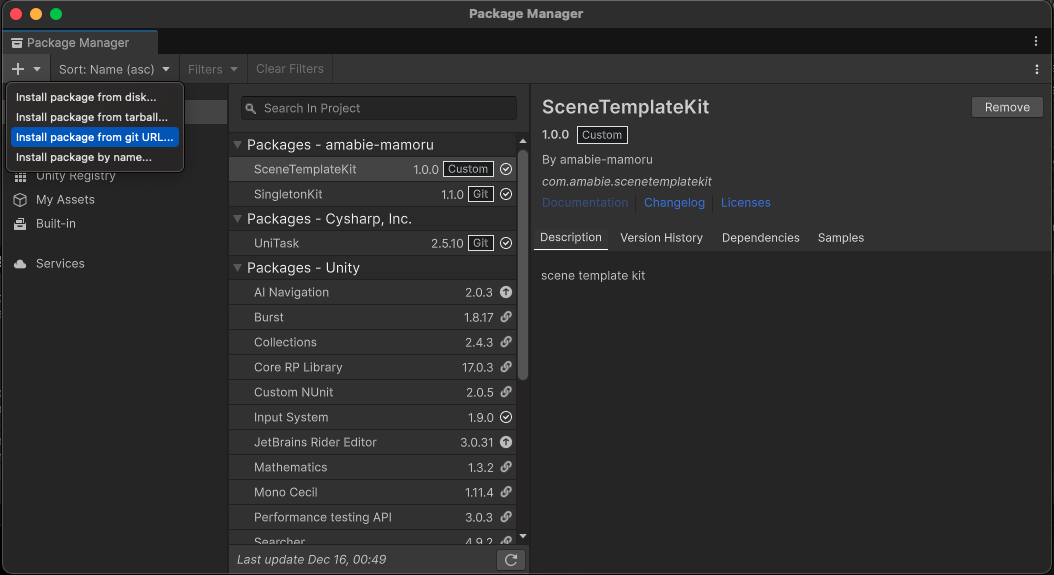 Package Manager
Package Manager
Sort: Name (asc)
Filters
Clear Filters
Install package from disk...
Install package from tarball...
Install package from git URL...
Install package by name...
Unity Registry
My Assets
Built-in
Services
Search In Project
Packages - amabie-mamoru
SceneTemplateKit 1.0.0 Custom
SingletonKit 1.1.0 Git
Packages - Cysharp, Inc.
UniTask 2.5.10 Git
Packages - Unity
AI Navigation 2.0.3
Burst 1.8.17
Collections 2.4.3
Core RP Library 17.0.3
Custom NUnit 2.0.5
Input System 1.9.0
JetBrains Rider Editor 3.0.31
Mathematics 1.3.2
Mono Cecil 1.11.4
Performance testing API 3.0.3
Searcher 4.9.2
Last update Dec 16, 00:49
SceneTemplateKit
Remove
1.0.0 Custom
By amabie-mamoru
com.amabie.scenetemplatekit
Documentation Changelog Licenses
Description Version History Dependencies Samples
scene template kit